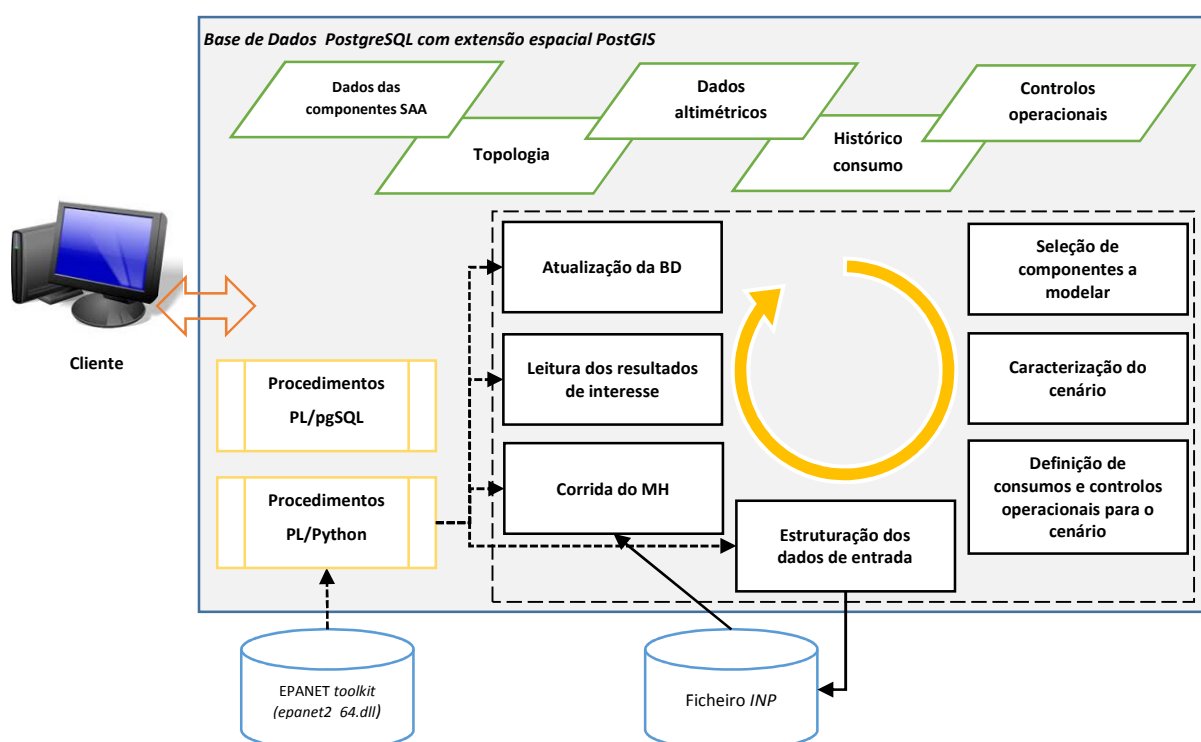 Base de Dados PostgreSQL com extensão espacial PostGIS
Dados das
componentes SAA
Topologia
Dados
altimétricos
Histórico
consumo
Controlos
operacionais
Cliente
Procedimentos
PL/pgSQL
Procedimentos
PL/Python
Atualização da BD
Leitura dos resultados
de interesse
Corrida do MH
Estruturação dos
dados de entrada
Seleção de
componentes a
modelar
Caracterização do
cenário
Definição de
consumos e controlos
operacionais para o
cenário
EPANET toolkit
(epanet2_64.dll)
Ficheiro INP